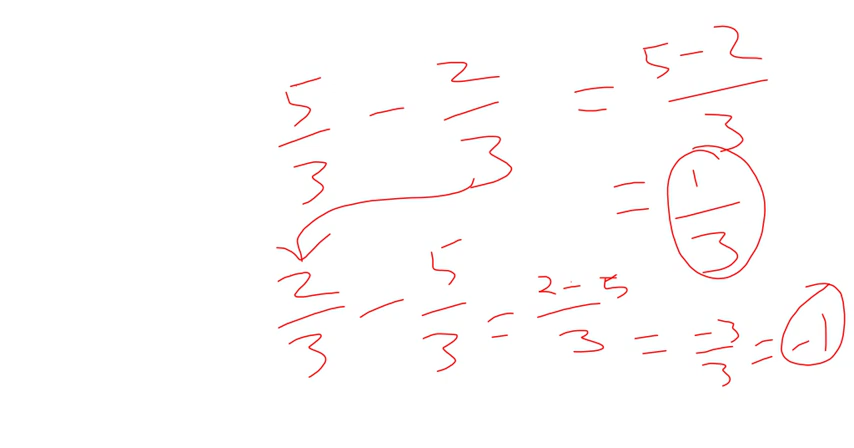 5/3 - 2/3 = (5-2)/3
= 1/3
2/3 - 5/3 = (2-5)/3 = -3/3 = -1